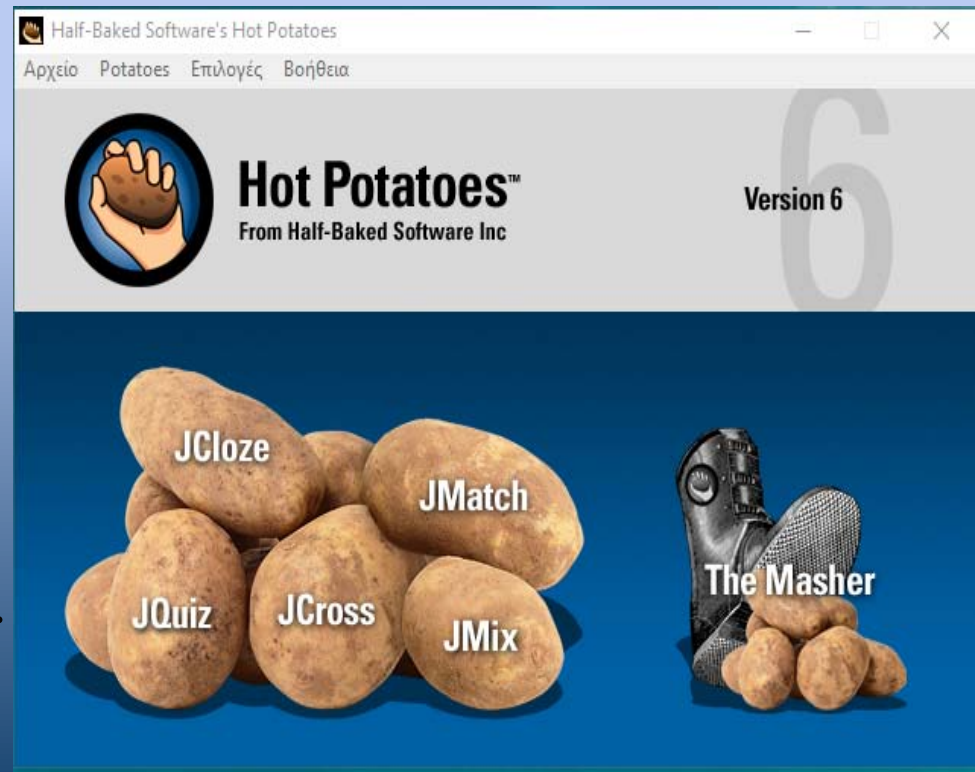 Half-Baked Software's Hot Potatoes
Αρχείο Potatoes Επιλογές Βοήθεια
6
Hot Potatoes™
From Half-Baked Software Inc
Version 6
JCloze
JMatch
JQuiz
JCross
JMix
The Masher